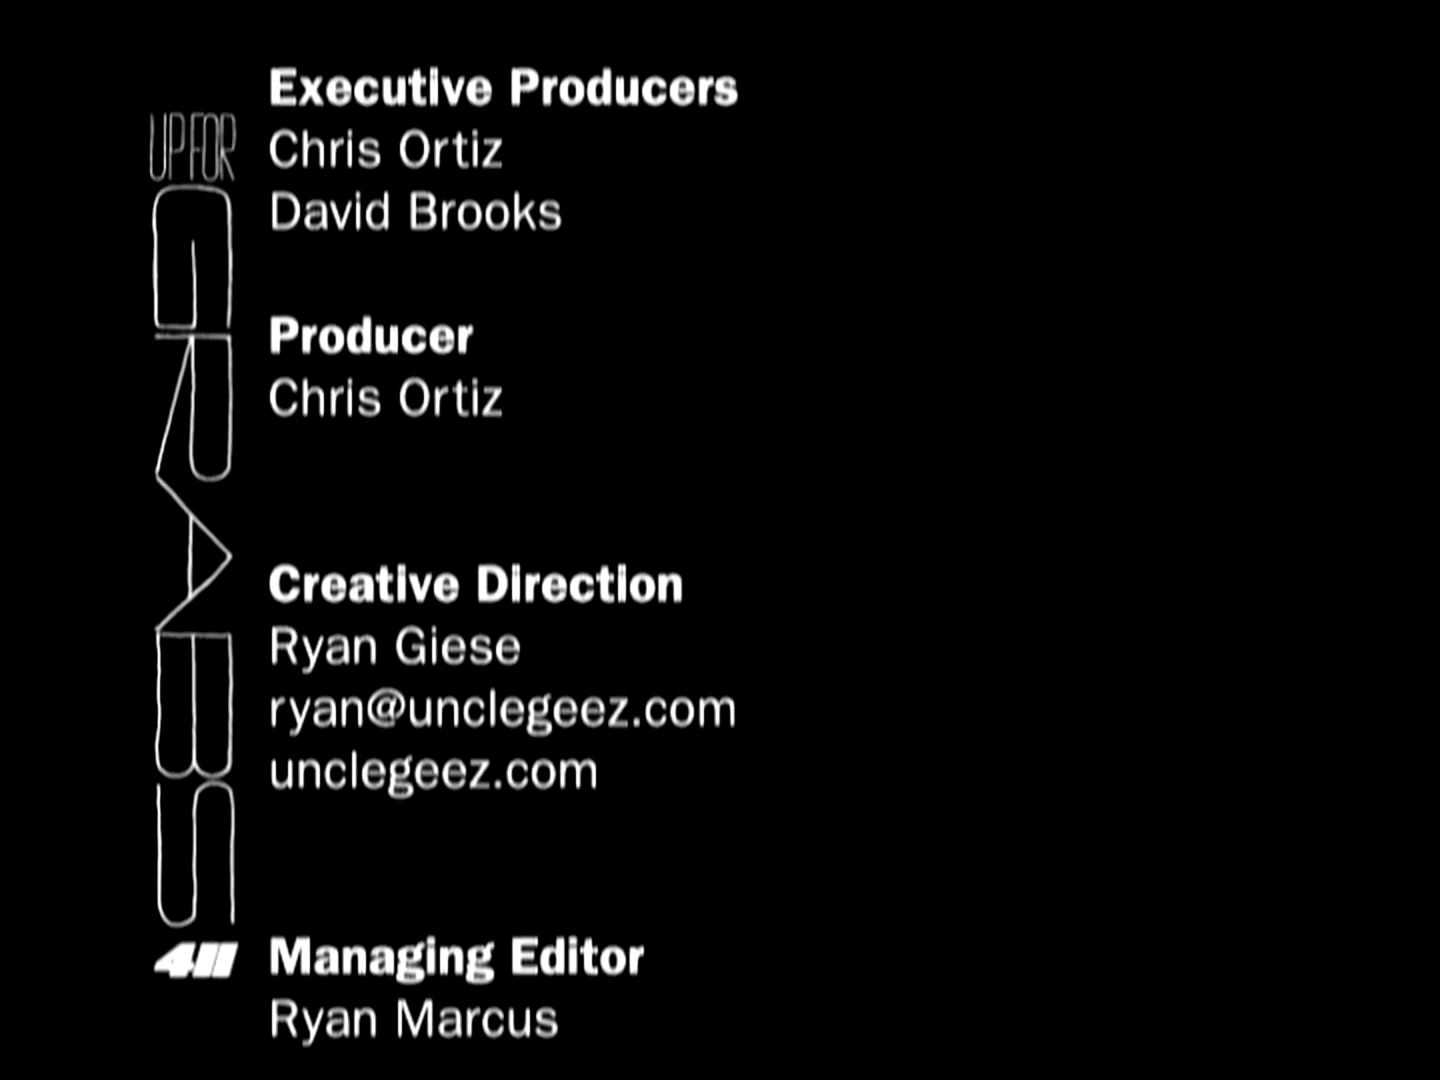 UP FOR
GRABS
411
Executive Producers
Chris Ortiz
David Brooks
Producer
Chris Ortiz
Creative Direction
Ryan Giese
ryan@unclegeez.com
unclegeez.com
Managing Editor
Ryan Marcus